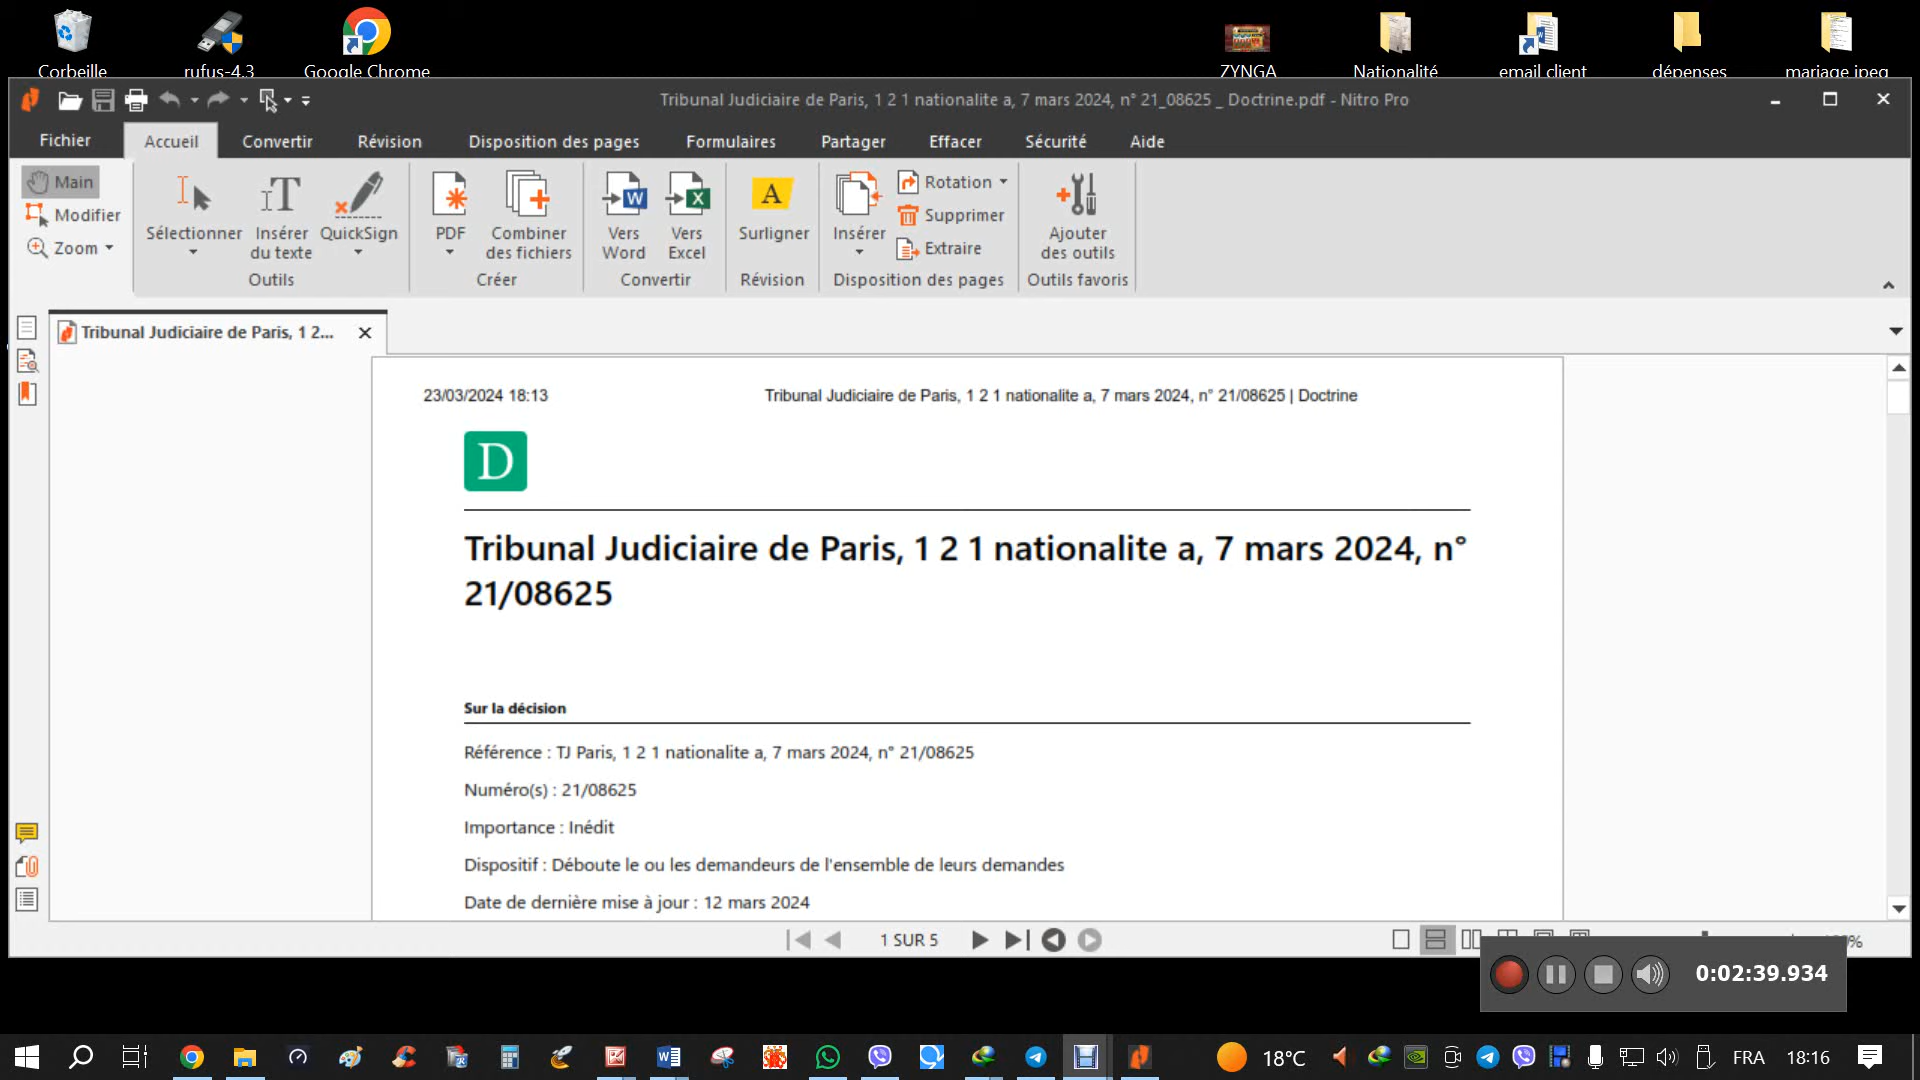 Corbeille
rufus-4.3
Google Chrome
ZYNGA
Nationalité
email client
dépenses
mariage jpeg
Tribunal Judiciaire de Paris, 1 2 1 nationalite a, 7 mars 2024, n° 21_08625 _ Doctrine.pdf - Nitro Pro
Fichier
Accueil
Convertir
Révision
Disposition des pages
Formulaires
Partager
Effacer
Sécurité
Aide
Main
Modifier
Zoom
Sélectionner
Insérer
du texte
QuickSign
Outils
PDF
Combiner
des fichiers
Créer
Vers
Word
Vers
Excel
Convertir
Surligner
Révision
Insérer
Rotation
Supprimer
Extraire
Disposition des pages
Ajouter
des outils
Outils favoris
Tribunal Judiciaire de Paris, 1 2...
23/03/2024 18:13
Tribunal Judiciaire de Paris, 1 2 1 nationalite a, 7 mars 2024, n° 21/08625 | Doctrine
D
Tribunal Judiciaire de Paris, 1 2 1 nationalite a, 7 mars 2024, n°
21/08625
Sur la décision
Référence : TJ Paris, 1 2 1 nationalite a, 7 mars 2024, n° 21/08625
Numéro(s) : 21/08625
Importance : Inédit
Dispositif : Déboute le ou les demandeurs de l'ensemble de leurs demandes
Date de dernière mise à jour : 12 mars 2024
1 SUR 5
0:02:39.934
18°C
FRA
18:16